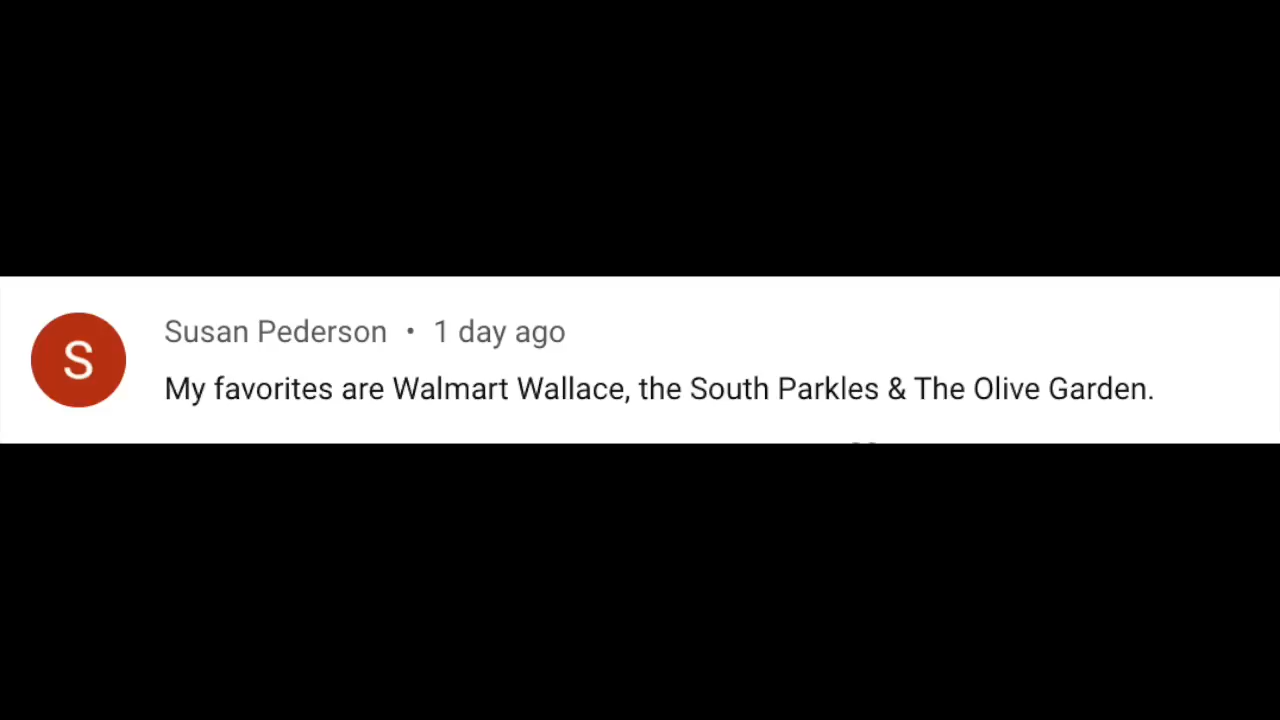 S
Susan Pederson • 1 day ago
My favorites are Walmart Wallace, the South Parkles & The Olive Garden.